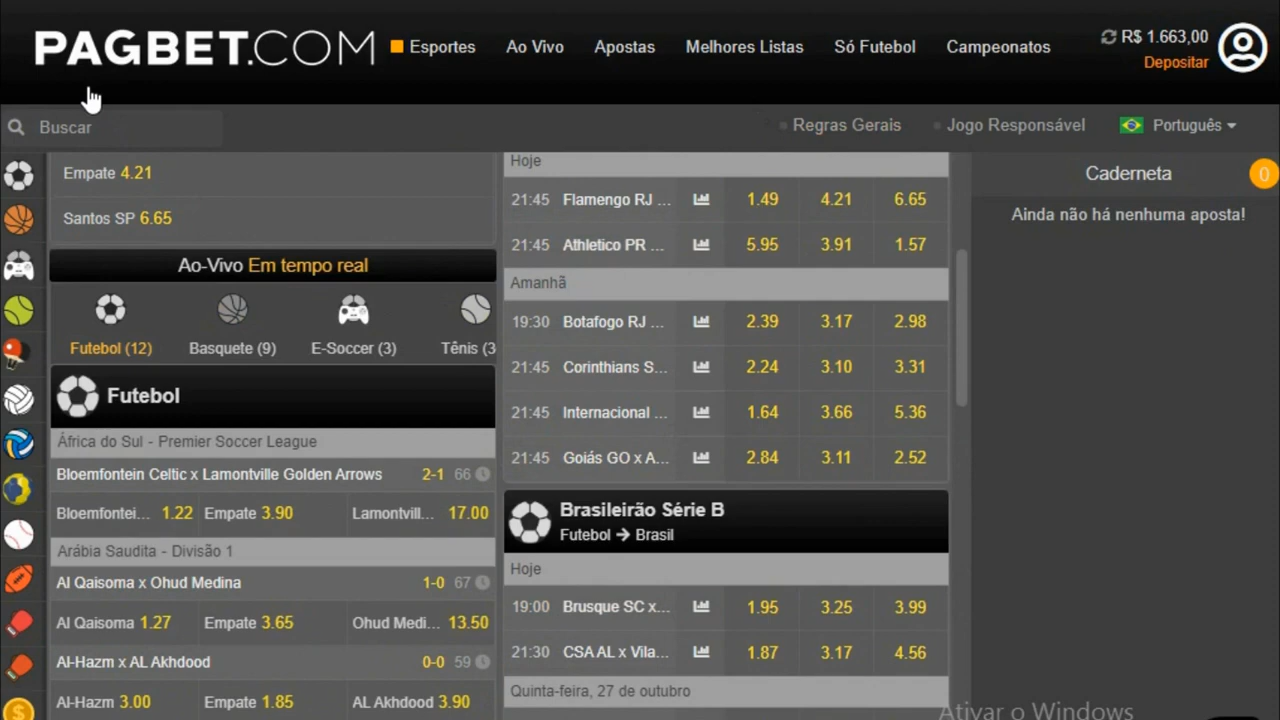 PAGBET.COM
Esportes Ao Vivo Apostas Melhores Listas Só Futebol Campeonatos
R$ 1.663,00
Depositar
Buscar
Regras Gerais Jogo Responsável Português
Empate 4.21
Santos SP 6.65
Ao-Vivo Em tempo real
Futebol (12) Basquete (9) E-Soccer (3) Tênis (3
Futebol
África do Sul - Premier Soccer League
Bloemfontein Celtic x Lamontville Golden Arrows 2-1 66
Bloemfontei... 1.22 Empate 3.90 Lamontvill... 17.00
Arábia Saudita - Divisão 1
Al Qaisoma x Ohud Medina 1-0 67
Al Qaisoma 1.27 Empate 3.65 Ohud Medi... 13.50
Al-Hazm x AL Akhdood 0-0 59
Al-Hazm 3.00 Empate 1.85 AL Akhdood 3.90
Hoje
21:45 Flamengo RJ ... 1.49 4.21 6.65
21:45 Athletico PR ... 5.95 3.91 1.57
Amanhã
19:30 Botafogo RJ ... 2.39 3.17 2.98
21:45 Corinthians S... 2.24 3.10 3.31
21:45 Internacional ... 1.64 3.66 5.36
21:45 Goiás GO x A... 2.84 3.11 2.52
Brasileirão Série B
Futebol → Brasil
Hoje
19:00 Brusque SC x... 1.95 3.25 3.99
21:30 CSA AL x Vila... 1.87 3.17 4.56
Quinta-feira, 27 de outubro
Caderneta 0
Ainda não há nenhuma aposta!
Ativar o Windows